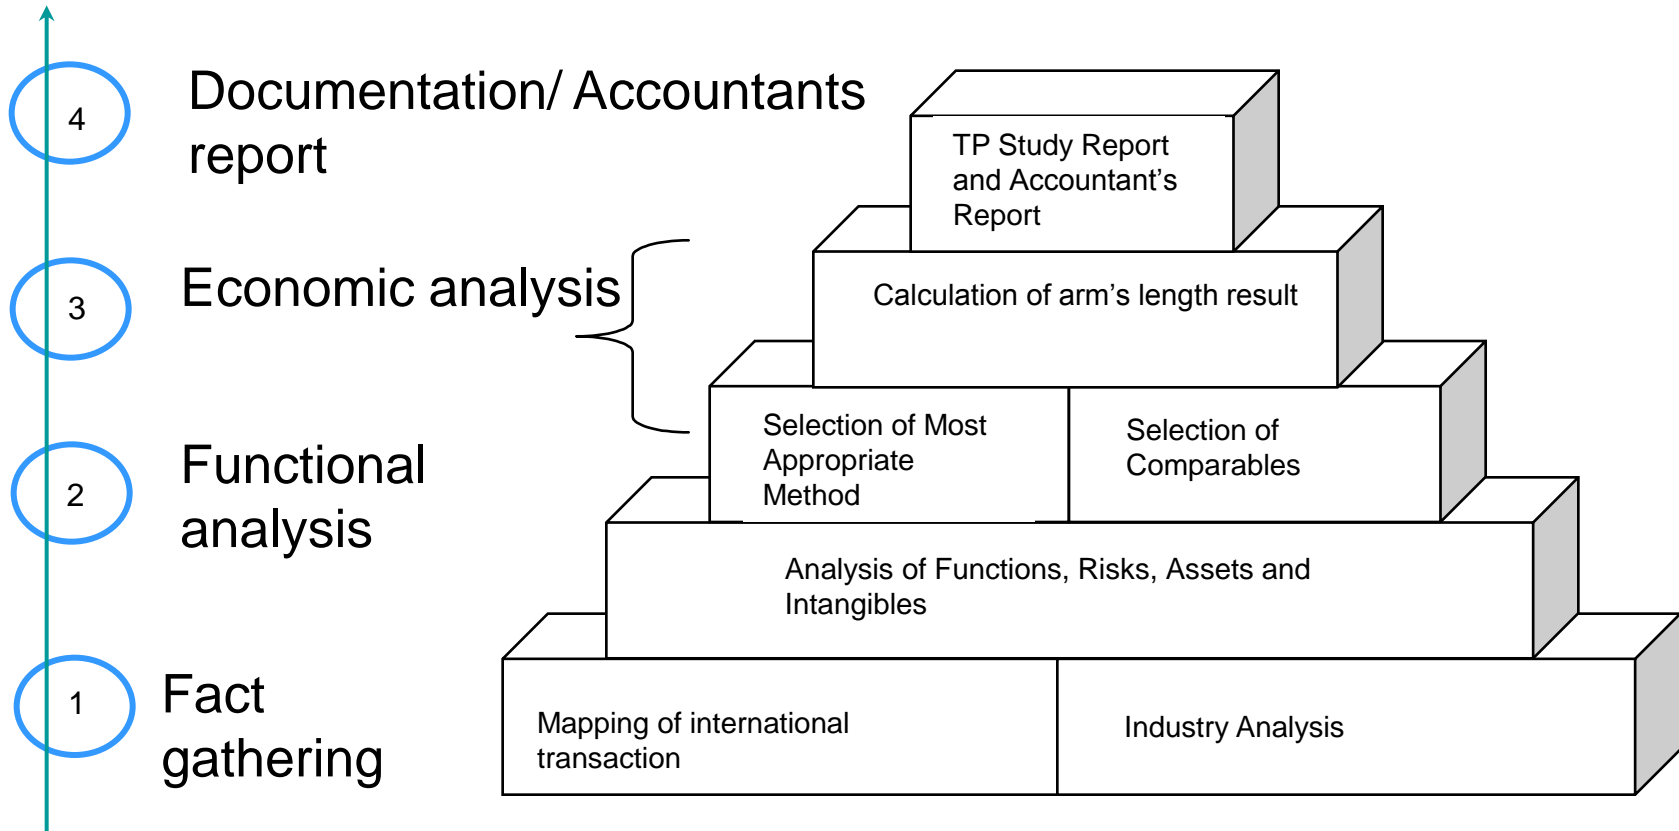 4
Documentation/ Accountants
report
TP Study Report
and Accountant's
Report
3
Economic analysis
Calculation of arm's length result
Selection of Most
Appropriate
Method
Selection of
Comparables
2
Functional
analysis
Analysis of Functions, Risks, Assets and
Intangibles
1
Fact
gathering
Mapping of international
transaction
Industry Analysis